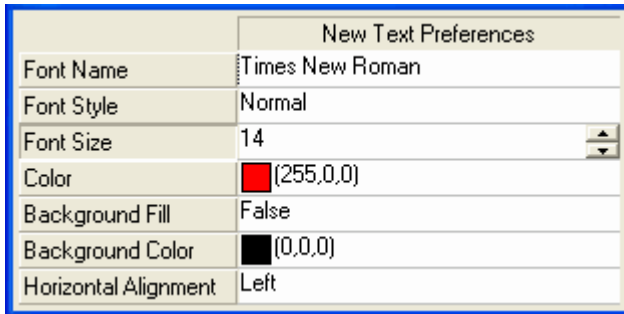 New Text Preferences
Font Name Times New Roman
Font Style Normal
Font Size 14
Color (255,0,0)
Background Fill False
Background Color (0,0,0)
Horizontal Alignment Left